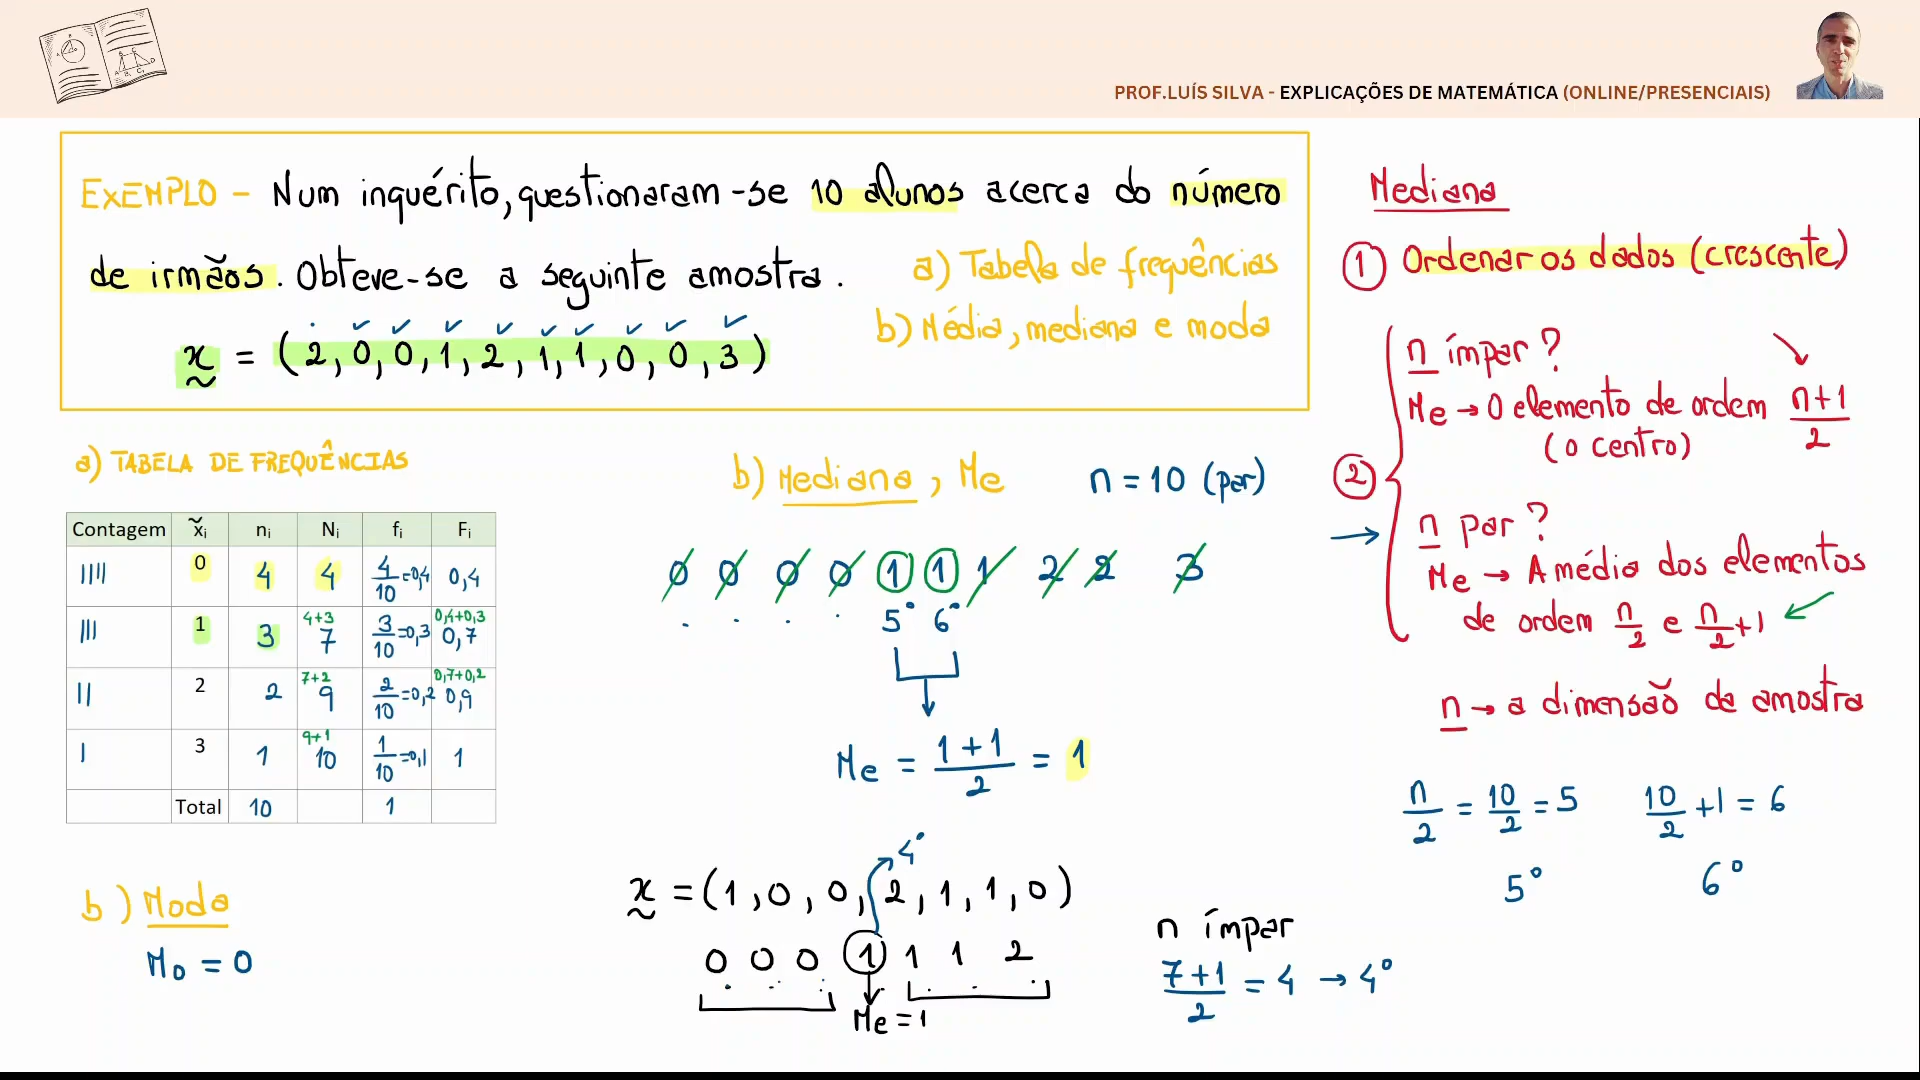 PROF.LUÍS SILVA - EXPLICAÇÕES DE MATEMÁTICA (ONLINE/PRESENCIAIS)
EXEMPLO - Num inquérito, questionaram-se 10 alunos acerca do número
de irmãos. Obteve-se a seguinte amostra.
x̰ = (2, 0, 0, 1, 2, 1, 1, 0, 0, 3)
a) Tabela de frequências
b) Média, mediana e moda
a) TABELA DE FREQUÊNCIAS
Contagem x̃ᵢ nᵢ Nᵢ fᵢ Fᵢ
|||| 0 4 4 4/10=0,4 0,4
||| 1 3 4+3 7 3/10=0,3 0,4+0,3 0,7
|| 2 2 7+2 9 2/10=0,2 0,7+0,2 0,9
| 3 1 9+1 10 1/10=0,1 1
Total 10 1
b) Moda
Mo = 0
b) Mediana, Me n = 10 (par)
0 0 0 0 1 1 1 2 2 3
5° 6°
Me = (1+1)/2 = 1
4°
x̰ = (1, 0, 0, 2, 1, 1, 0)
0 0 0 1 1 1 2
Me = 1
n ímpar
(7+1)/2 = 4 → 4°
Mediana
① Ordenar os dados (crescente)
②
n ímpar?
Me → O elemento de ordem (n+1)/2
(o centro)
n par?
Me → A média dos elementos
de ordem n/2 e n/2+1
n → a dimensão da amostra
n/2 = 10/2 = 5 10/2 + 1 = 6
5° 6°